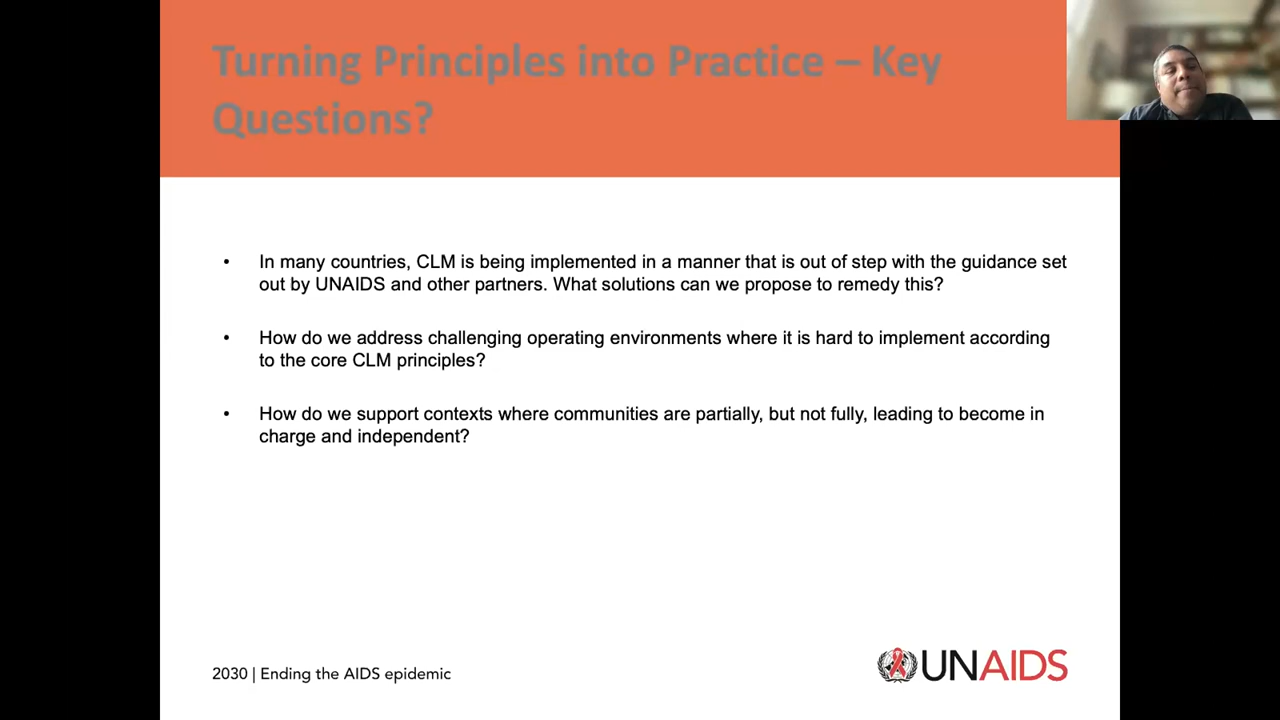 Turning Principles into Practice – Key
Questions?
• In many countries, CLM is being implemented in a manner that is out of step with the guidance set
out by UNAIDS and other partners. What solutions can we propose to remedy this?
• How do we address challenging operating environments where it is hard to implement according
to the core CLM principles?
• How do we support contexts where communities are partially, but not fully, leading to become in
charge and independent?
2030 | Ending the AIDS epidemic
UNAIDS